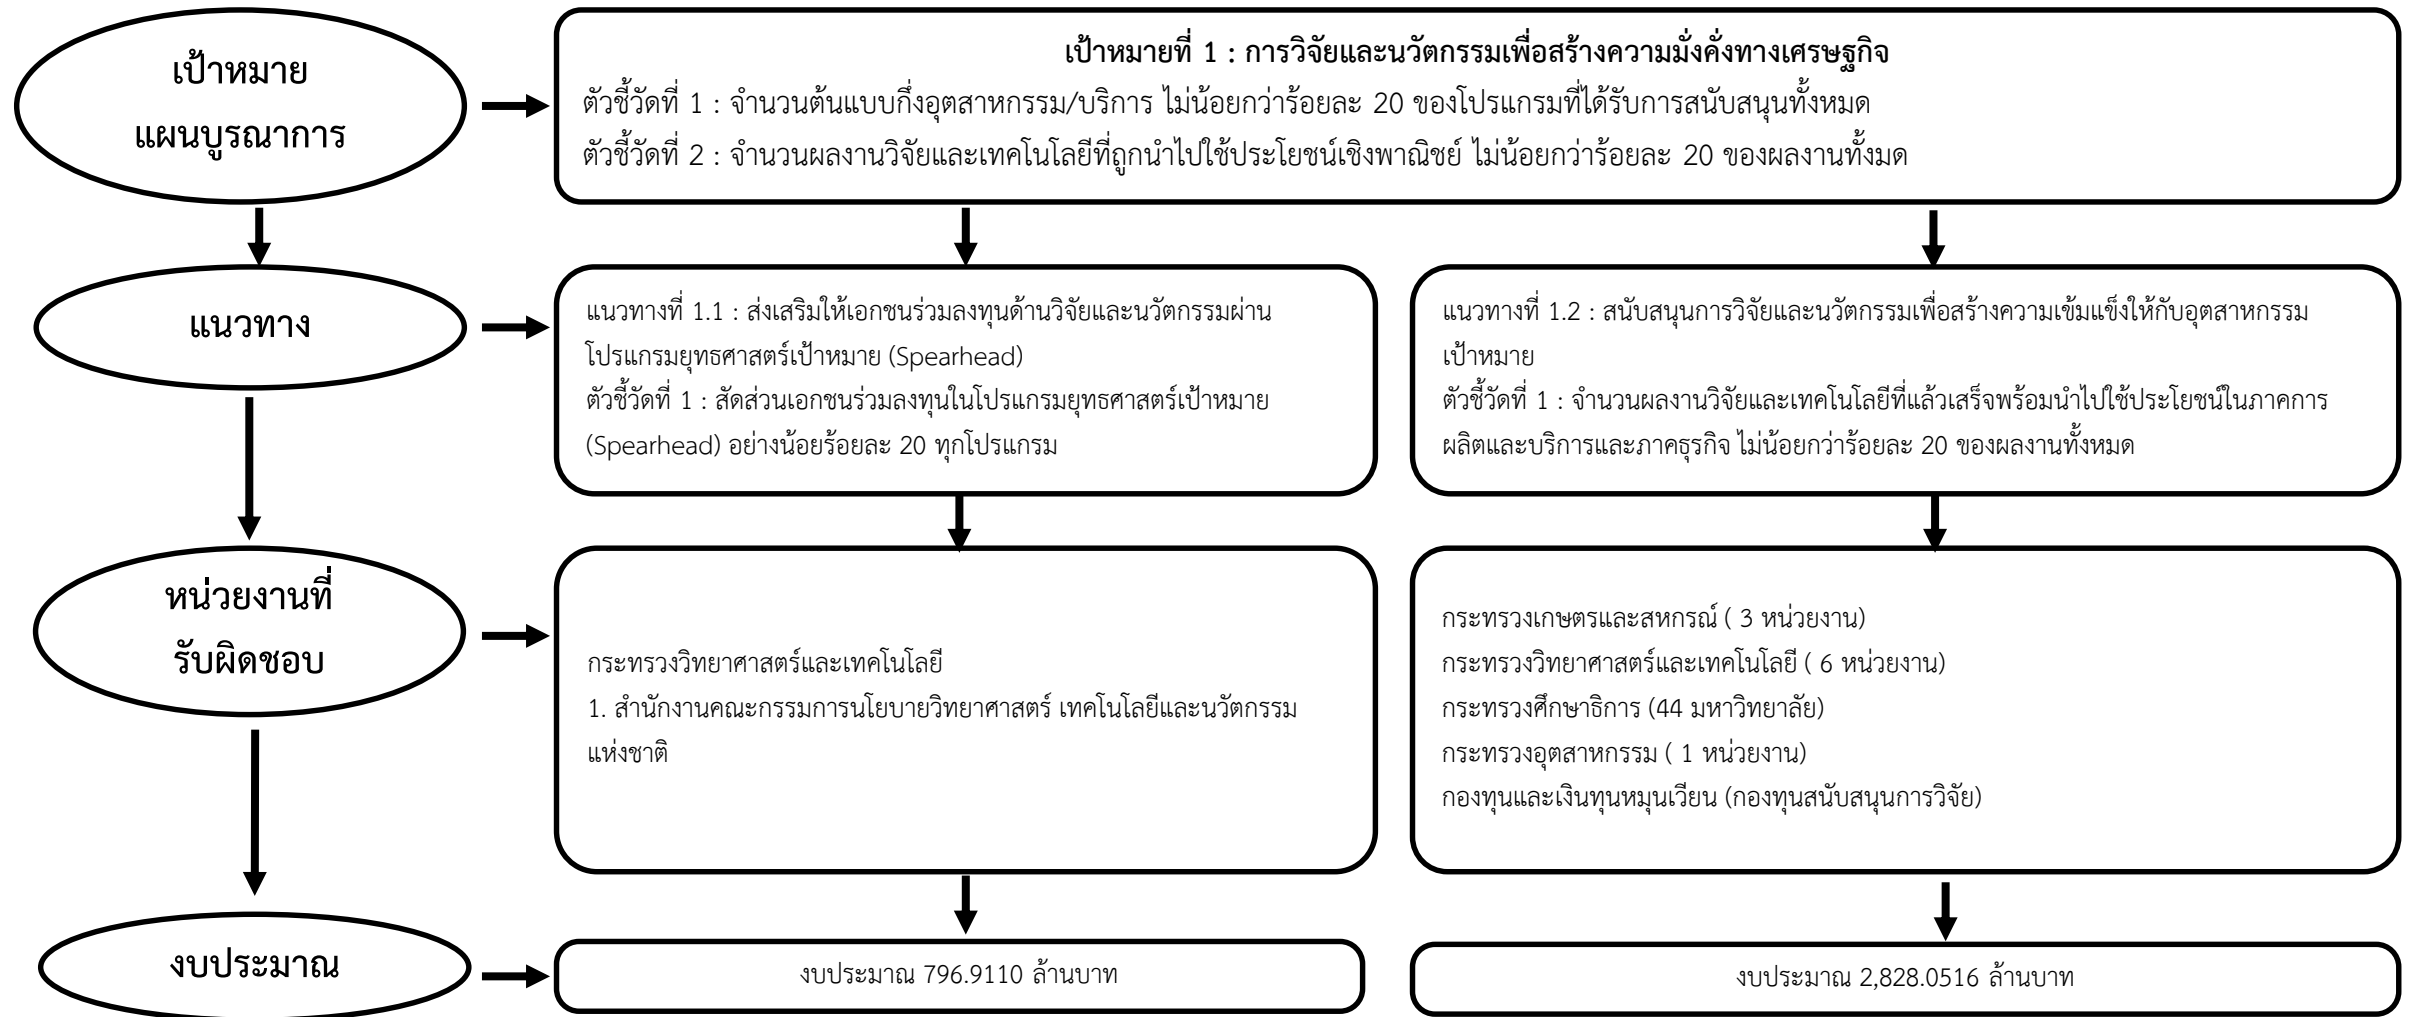 เป้าหมาย
แผนบูรณาการ
เป้าหมายที่ 1 : การวิจัยและนวัตกรรมเพื่อสร้างความมั่งคั่งทางเศรษฐกิจ
ตัวชี้วัดที่ 1 : จำนวนต้นแบบกึ่งอุตสาหกรรม/บริการ ไม่น้อยกว่าร้อยละ 20 ของโปรแกรมที่ได้รับการสนับสนุนทั้งหมด
ตัวชี้วัดที่ 2 : จำนวนผลงานวิจัยและเทคโนโลยีที่ถูกนำไปใช้ประโยชน์เชิงพาณิชย์ ไม่น้อยกว่าร้อยละ 20 ของผลงานทั้งมด
แนวทาง
แนวทางที่ 1.1 : ส่งเสริมให้เอกชนร่วมลงทุนด้านวิจัยและนวัตกรรมผ่าน
โปรแกรมยุทธศาสตร์เป้าหมาย (Spearhead)
ตัวชี้วัดที่ 1 : สัดส่วนเอกชนร่วมลงทุนในโปรแกรมยุทธศาสตร์เป้าหมาย
(Spearhead) อย่างน้อยร้อยละ 20 ทุกโปรแกรม
แนวทางที่ 1.2 : สนับสนุนการวิจัยและนวัตกรรมเพื่อสร้างความเข้มแข็งให้กับอุตสาหกรรม
เป้าหมาย
ตัวชี้วัดที่ 1 : จำนวนผลงานวิจัยและเทคโนโลยีที่แล้วเสร็จพร้อมนำไปใช้ประโยชน์ในภาคการ
ผลิตและบริการและภาคธุรกิจ ไม่น้อยกว่าร้อยละ 20 ของผลงานทั้งหมด
หน่วยงานที่
รับผิดชอบ
กระทรวงวิทยาศาสตร์และเทคโนโลยี
1. สำนักงานคณะกรรมการนโยบายวิทยาศาสตร์ เทคโนโลยีและนวัตกรรม
แห่งชาติ
กระทรวงเกษตรและสหกรณ์ ( 3 หน่วยงาน)
กระทรวงวิทยาศาสตร์และเทคโนโลยี ( 6 หน่วยงาน)
กระทรวงศึกษาธิการ (44 มหาวิทยาลัย)
กระทรวงอุตสาหกรรม ( 1 หน่วยงาน)
กองทุนและเงินทุนหมุนเวียน (กองทุนสนับสนุนการวิจัย)
งบประมาณ
งบประมาณ 796.9110 ล้านบาท
งบประมาณ 2,828.0516 ล้านบาท